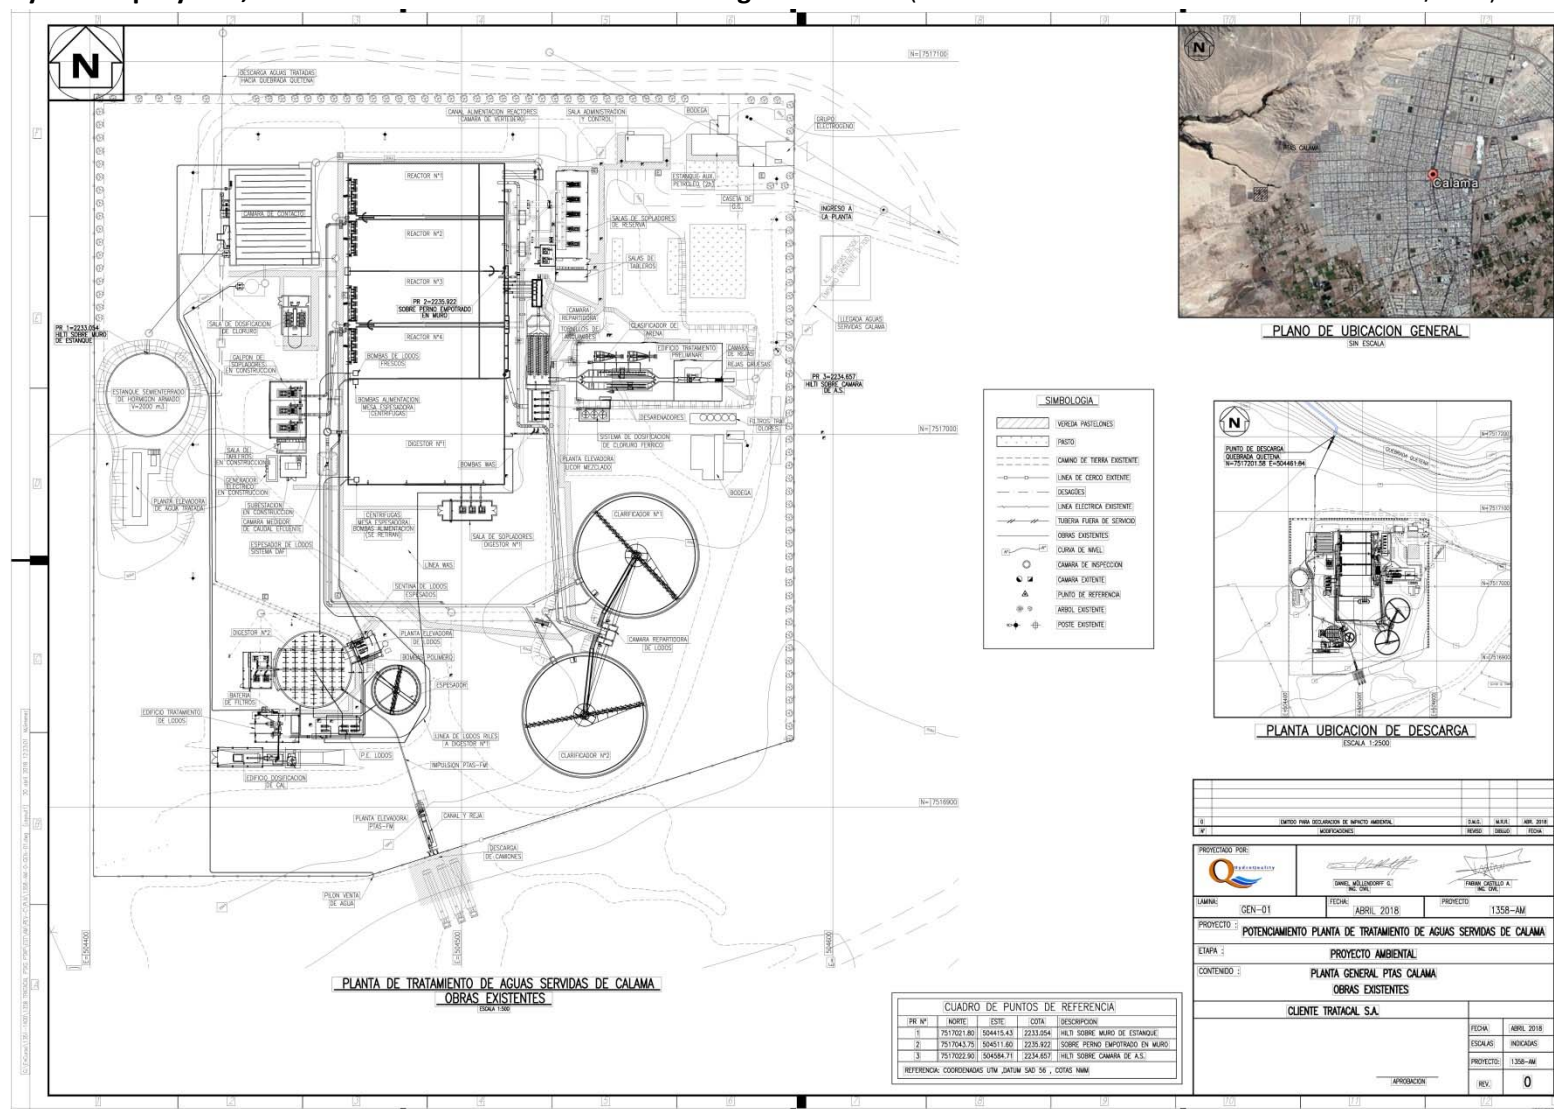 N
DESCARGA AGUAS TRATADAS
HACIA QUEBRADA QUETENA
N=7517100
CANAL ALIMENTACION REACTORES
CAMARA DE VERTEDERO
SALA ADMINISTRACION
Y CONTROL
BODEGA
GRUPO
ELECTROGENO
REACTOR N°1
ESTANQUE AUX.
CASETA DE
INGRESO A
LA PLANTA
CAMARA DE CONTACTO
SALAS DE SOPLADORES
DE RESERVA
REACTOR N°2
SALAS DE
TABLEROS
REACTOR N°3
PR 2=2235.922
SOBRE PERNO EMPOTRADO
EN MURO
PR 1=2233.054
HILTI SOBRE MURO
DE ESTANQUE
SALA DE DOSIFICACION
DE CLORURO
REACTOR N°4
CAMARA
REPARTIDORA
CLASIFICADOR DE
ARENA
LLEGADA AGUAS
SERVIDAS CALAMA
EDIFICIO TRATAMIENTO
PRELIMINAR
CAMARA
DE REJAS
REJAS GRUESAS
GALPON DE
SOPLADORES
EN CONSTRUCCION
BOMBAS DE LODOS
FRESCOS
PR 3=2234.657
HILTI SOBRE CAMARA
DE A.S.
ESTANQUE SEMIENTERRADO
DE HORMIGON ARMADO
V=2000 m3
BOMBAS ALIMENTACION
MESA ESPESADORA
CENTRIFUGAS
DESARENADORES
SISTEMA DE DOSIFICACION
DE CLORURO FERRICO
N=7517000
DIGESTOR N°1
SALA DE
TABLEROS
EN CONSTRUCCION
BOMBAS WAS
PLANTA ELEVADORA
LICOR MEZCLADO
GENERADOR
ELECTRICO
EN CONSTRUCCION
BODEGA
PLANTA ELEVADORA
DE AGUA TRATADA
SUBESTACION
EN CONSTRUCCION
CAMARA MEDIDOR
DE CAUDAL EFLUENTE
CENTRIFUGAS
MESA ESPESADORA
BOMBAS ALIMENTACION
(SE RETIRAN)
CLARIFICADOR N°1
SALA DE SOPLADORES
DIGESTOR N°1
ESPESADOR DE LODOS
SISTEMA DAF
LINEA WAS
SENTINA DE LODOS
ESPESADOS
DIGESTOR N°2
PLANTA ELEVADORA
DE LODOS
BOMBAS POLIMERO
CAMARA REPARTIDORA
DE LODOS
ESPESADOR
BATERIA
DE FILTROS
EDIFICIO TRATAMIENTO
DE LODOS
LINEA DE LODOS RILES
A DIGESTOR N°1
P.E. LODOS
CLARIFICADOR N°2
IMPULSION PTAS-FW
EDIFICIO DOSIFICACION
DE CAL
N=7516900
PLANTA ELEVADORA
PTAS-FW
CANAL Y REJA
DESCARGA
DE CAMIONES
PILON VENTA
DE AGUA
E=504400
E=504500
E=504600
PLANTA DE TRATAMIENTO DE AGUAS SERVIDAS DE CALAMA
OBRAS EXISTENTES
ESCALA 1:500
N
PTAS CALAMA
Calama
PLANO DE UBICACION GENERAL
SIN ESCALA
SIMBOLOGIA
VEREDA PASTELONES
PASTO
CAMINO DE TIERRA EXISTENTE
LINEA DE CERCO EXTENTE
DESAGÜES
LINEA ELECTRICA EXISTENTE
TUBERIA FUERA DE SERVICIO
OBRAS EXISTENTES
CURVA DE NIVEL
CAMARA DE INSPECCION
CAMARA EXTENTE
PUNTO DE REFERENCIA
ARBOL EXISTENTE
POSTE EXISTENTE
N
PUNTO DE DESCARGA
QUEBRADA QUETENA
N=7517201.58 E=504461.84
QUEBRADA QUETENA
N=7517200
N=7517100
N=7517000
N=7516900
E=504400
E=504500
E=504600
PLANTA UBICACION DE DESCARGA
ESCALA 1:2500
0 EMITIDO PARA DECLARACION DE IMPACTO AMBIENTAL ABR. 2018
N° MODIFICACIONES REVISO DIBUJO FECHA
PROYECTADO POR:
HydroQuality
DANIEL MÜLLENDORFF G.
ING. CIVIL
FABIAN CASTILLO A.
ING. CIVIL
LAMINA: GEN-01 FECHA: ABRIL 2018 PROYECTO 1358-AM
PROYECTO : POTENCIAMIENTO PLANTA DE TRATAMIENTO DE AGUAS SERVIDAS DE CALAMA
ETAPA : PROYECTO AMBIENTAL
CONTENIDO : PLANTA GENERAL PTAS CALAMA
OBRAS EXISTENTES
CLIENTE TRATACAL S.A.
FECHA ABRIL 2018
ESCALAS INDICADAS
PROYECTO: 1358-AM
APROBACION
REV. 0
CUADRO DE PUNTOS DE REFERENCIA
PR N° NORTE ESTE COTA DESCRIPCION
1 7517021.80 504415.43 2233.054 HILTI SOBRE MURO DE ESTANQUE
2 7517043.75 504511.60 2235.922 SOBRE PERNO EMPOTRADO EN MURO
3 7517022.90 504584.71 2234.657 HILTI SOBRE CAMARA DE A.S.
REFERENCIA: COORDENADAS UTM ,DATUM SAD 56 , COTAS NMM